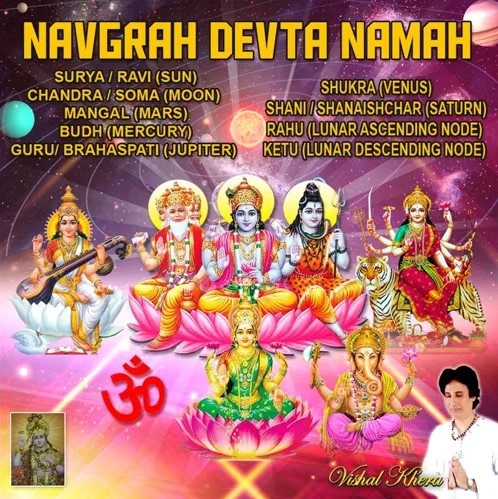 NAVGRAH DEVTA NAMAH
SURYA / RAVI (SUN)
CHANDRA / SOMA (MOON)
MANGAL (MARS)
BUDH (MERCURY)
GURU/ BRAHASPATI (JUPITER)
SHUKRA (VENUS)
SHANI / SHANAISHCHAR (SATURN)
RAHU (LUNAR ASCENDING NODE)
KETU (LUNAR DESCENDING NODE)
ॐ
Vishal Khera